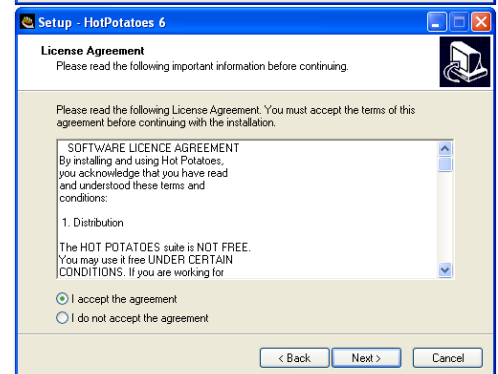 Setup - HotPotatoes 6
License Agreement
Please read the following important information before continuing.
Please read the following License Agreement. You must accept the terms of this
agreement before continuing with the installation.
SOFTWARE LICENCE AGREEMENT
By installing and using Hot Potatoes,
you acknowledge that you have read
and understood these terms and
conditions:
1. Distribution
The HOT POTATOES suite is NOT FREE.
You may use it free UNDER CERTAIN
CONDITIONS. If you are working for
I accept the agreement
I do not accept the agreement
< Back Next > Cancel